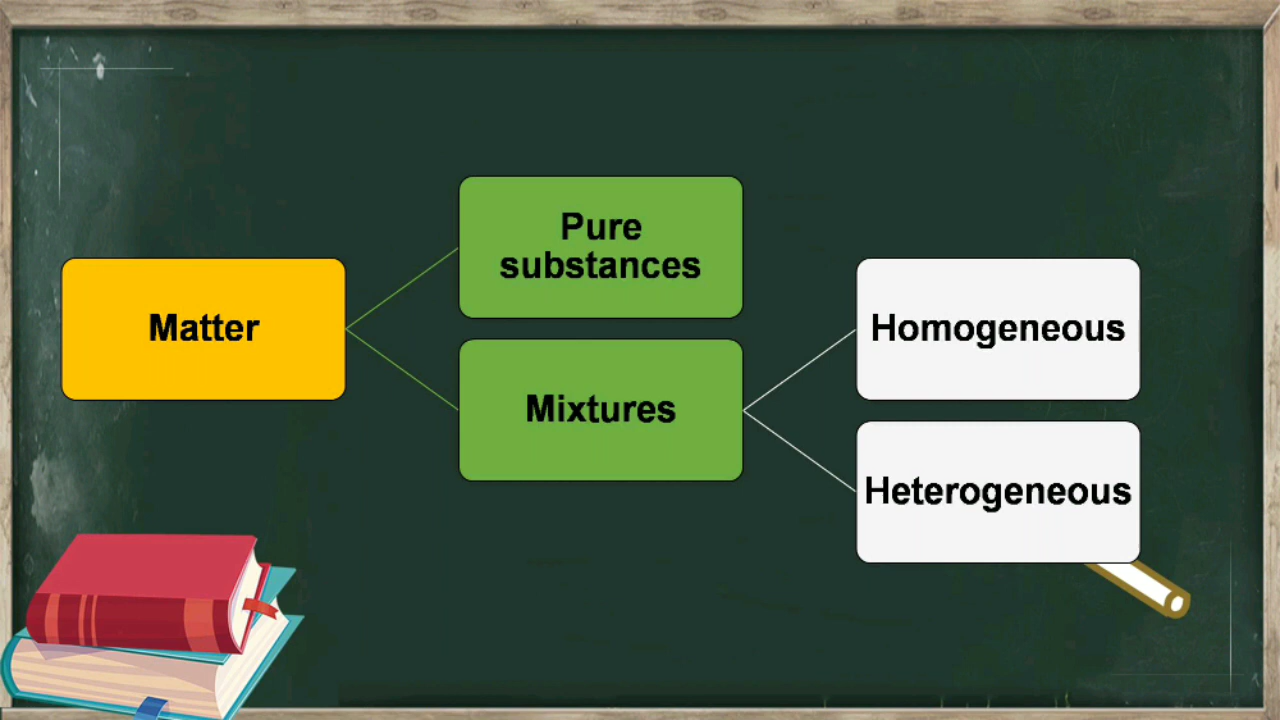 Matter
Pure
substances
Mixtures
Homogeneous
Heterogeneous